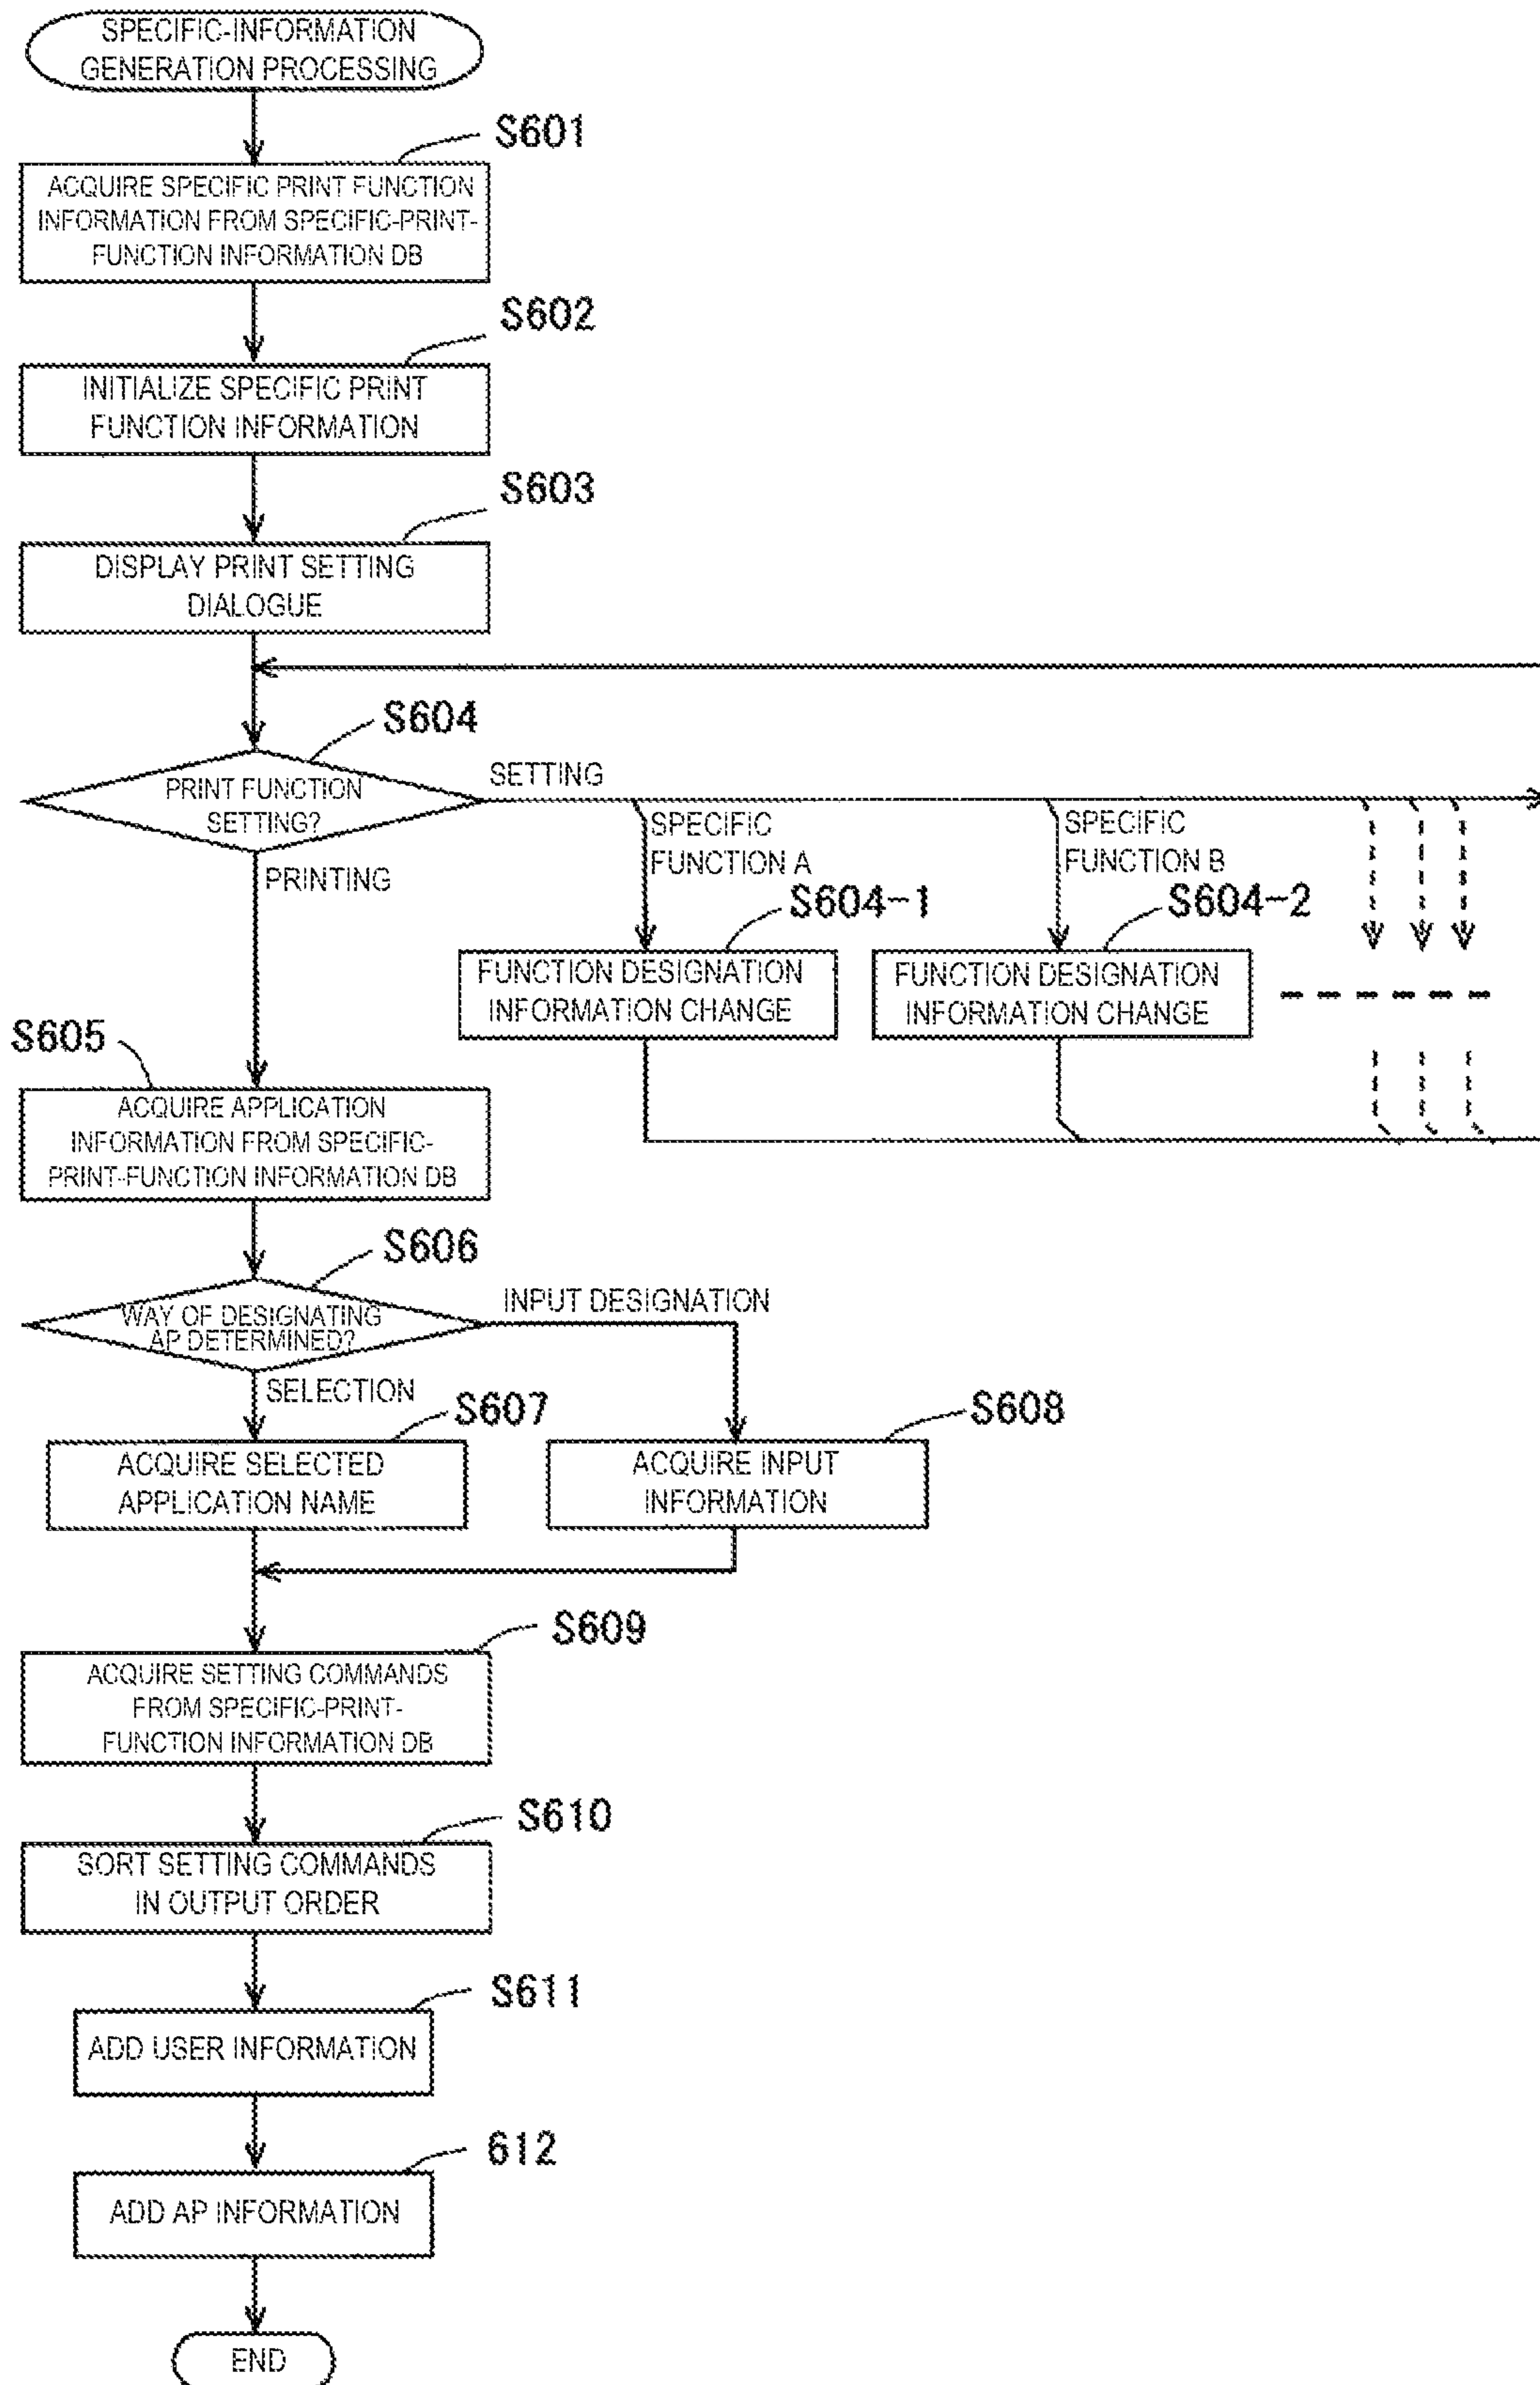 SPECIFIC-INFORMATION
GENERATION PROCESSING
S601
ACQUIRE SPECIFIC PRINT FUNCTION
INFORMATION FROM SPECIFIC-PRINT-
FUNCTION INFORMATION DB
S602
INITIALIZE SPECIFIC PRINT
FUNCTION INFORMATION
S603
DISPLAY PRINT SETTING
DIALOGUE
S604
PRINT FUNCTION
SETTING?
SETTING
PRINTING
SPECIFIC
FUNCTION A
SPECIFIC
FUNCTION B
S604-1
FUNCTION DESIGNATION
INFORMATION CHANGE
S604-2
FUNCTION DESIGNATION
INFORMATION CHANGE
S605
ACQUIRE APPLICATION
INFORMATION FROM SPECIFIC-
PRINT-FUNCTION INFORMATION DB
S606
WAY OF DESIGNATING
AP DETERMINED?
INPUT DESIGNATION
SELECTION
S607
ACQUIRE SELECTED
APPLICATION NAME
S608
ACQUIRE INPUT
INFORMATION
S609
ACQUIRE SETTING COMMANDS
FROM SPECIFIC-PRINT-
FUNCTION INFORMATION DB
S610
SORT SETTING COMMANDS
IN OUTPUT ORDER
S611
ADD USER INFORMATION
612
ADD AP INFORMATION
END